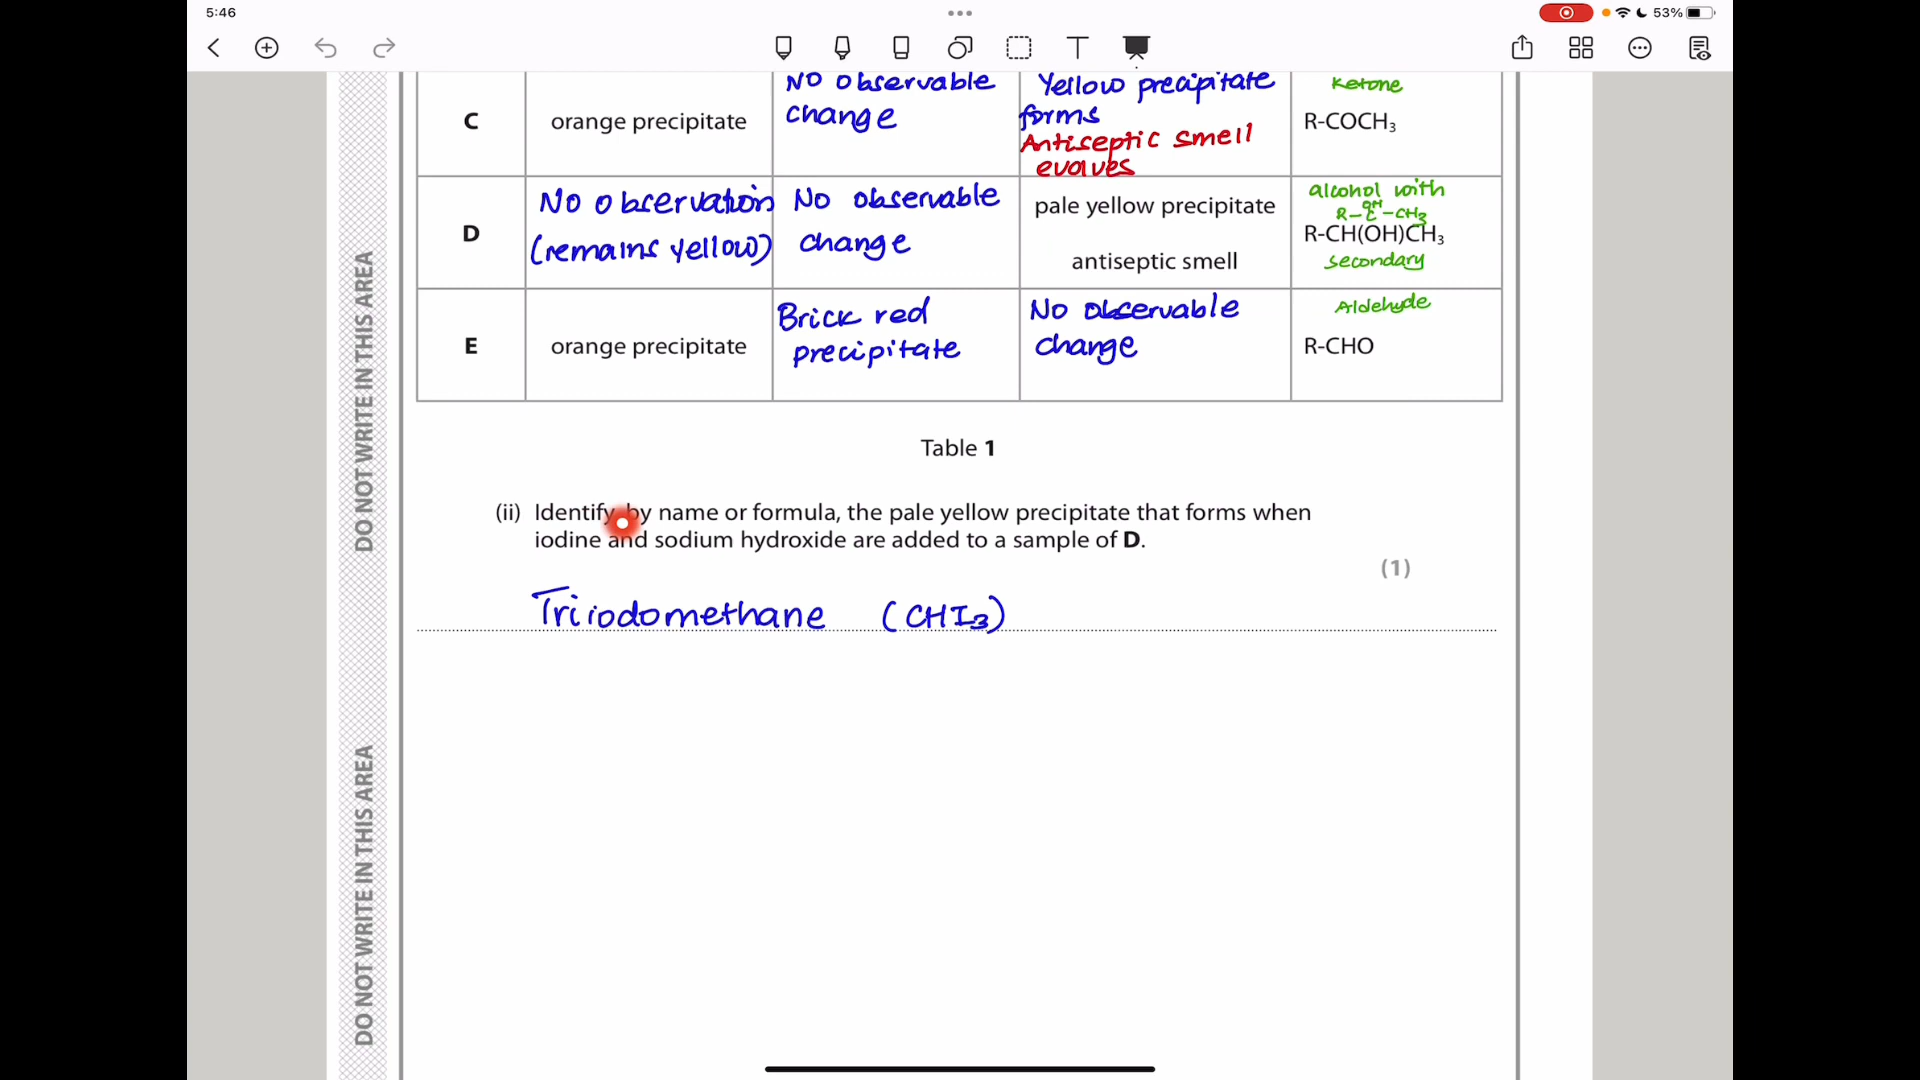 5:46
53%
C
orange precipitate
No observable
change
Yellow precipitate
forms
Antiseptic smell
evolves
Ketone
R-COCH₃
D
No observation
(remains yellow)
No observable
change
pale yellow precipitate
antiseptic smell
alcohol with
OH
R-C-CH₃
R-CH(OH)CH₃
secondary
E
orange precipitate
Brick red
precipitate
No observable
change
Aldehyde
R-CHO
Table 1
(ii) Identify by name or formula, the pale yellow precipitate that forms when
iodine and sodium hydroxide are added to a sample of D.
(1)
Triiodomethane (CHI₃)
DO NOT WRITE IN THIS AREA
DO NOT WRITE IN THIS AREA